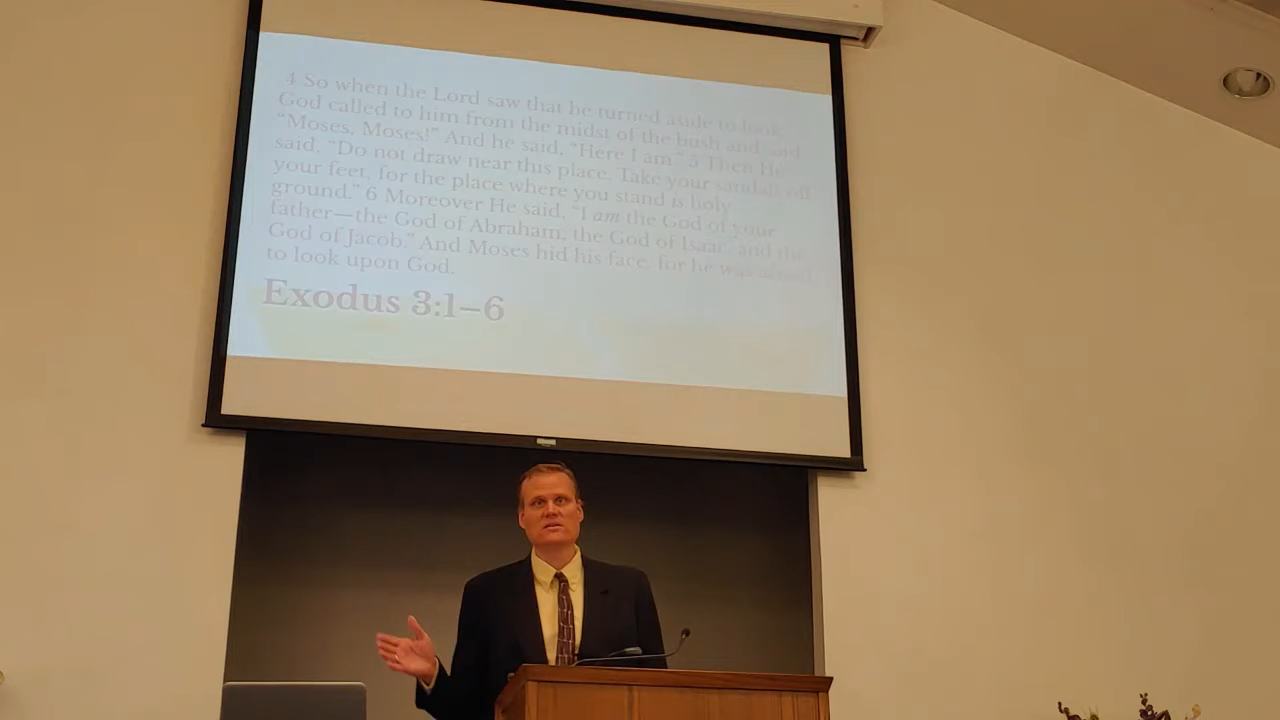 4 So when the Lord saw that he turned aside to look,
God called to him from the midst of the bush and said,
“Moses, Moses!” And he said, “Here I am.” 5 Then He
said, “Do not draw near this place. Take your sandals off
your feet, for the place where you stand is holy
ground.” 6 Moreover He said, “I am the God of your
father—the God of Abraham, the God of Isaac, and the
God of Jacob.” And Moses hid his face, for he was afraid
to look upon God.
Exodus 3:1–6